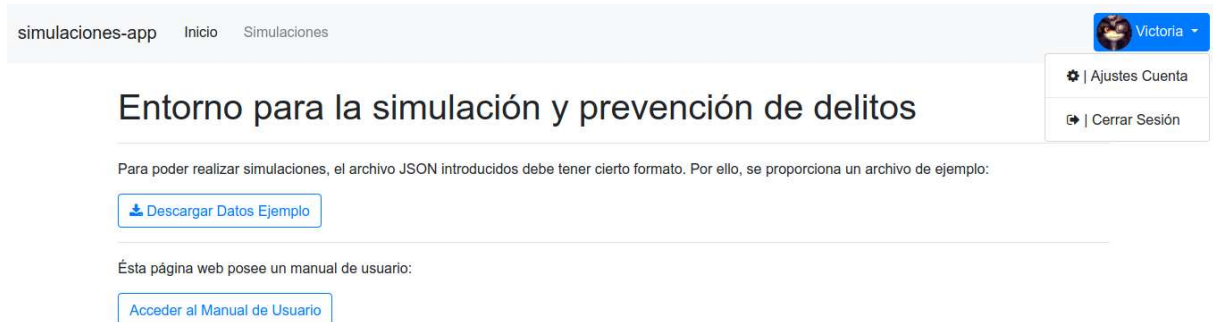 simulaciones-app Inicio Simulaciones Victoria
| Ajustes Cuenta
| Cerrar Sesión
Entorno para la simulación y prevención de delitos
Para poder realizar simulaciones, el archivo JSON introducidos debe tener cierto formato. Por ello, se proporciona un archivo de ejemplo:
Descargar Datos Ejemplo
Ésta página web posee un manual de usuario:
Acceder al Manual de Usuario